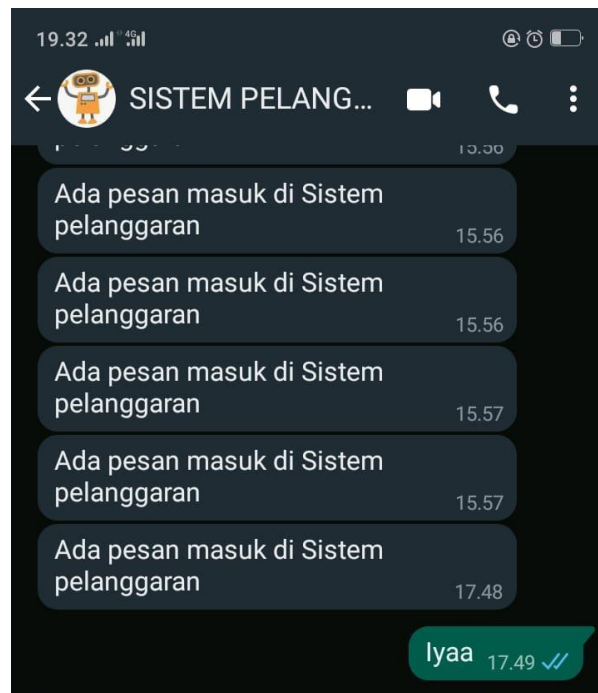 19.32
4G
SISTEM PELANG...
15.56
Ada pesan masuk di Sistem
pelanggaran
15.56
Ada pesan masuk di Sistem
pelanggaran
15.56
Ada pesan masuk di Sistem
pelanggaran
15.57
Ada pesan masuk di Sistem
pelanggaran
15.57
Ada pesan masuk di Sistem
pelanggaran
17.48
Iyaa 17.49